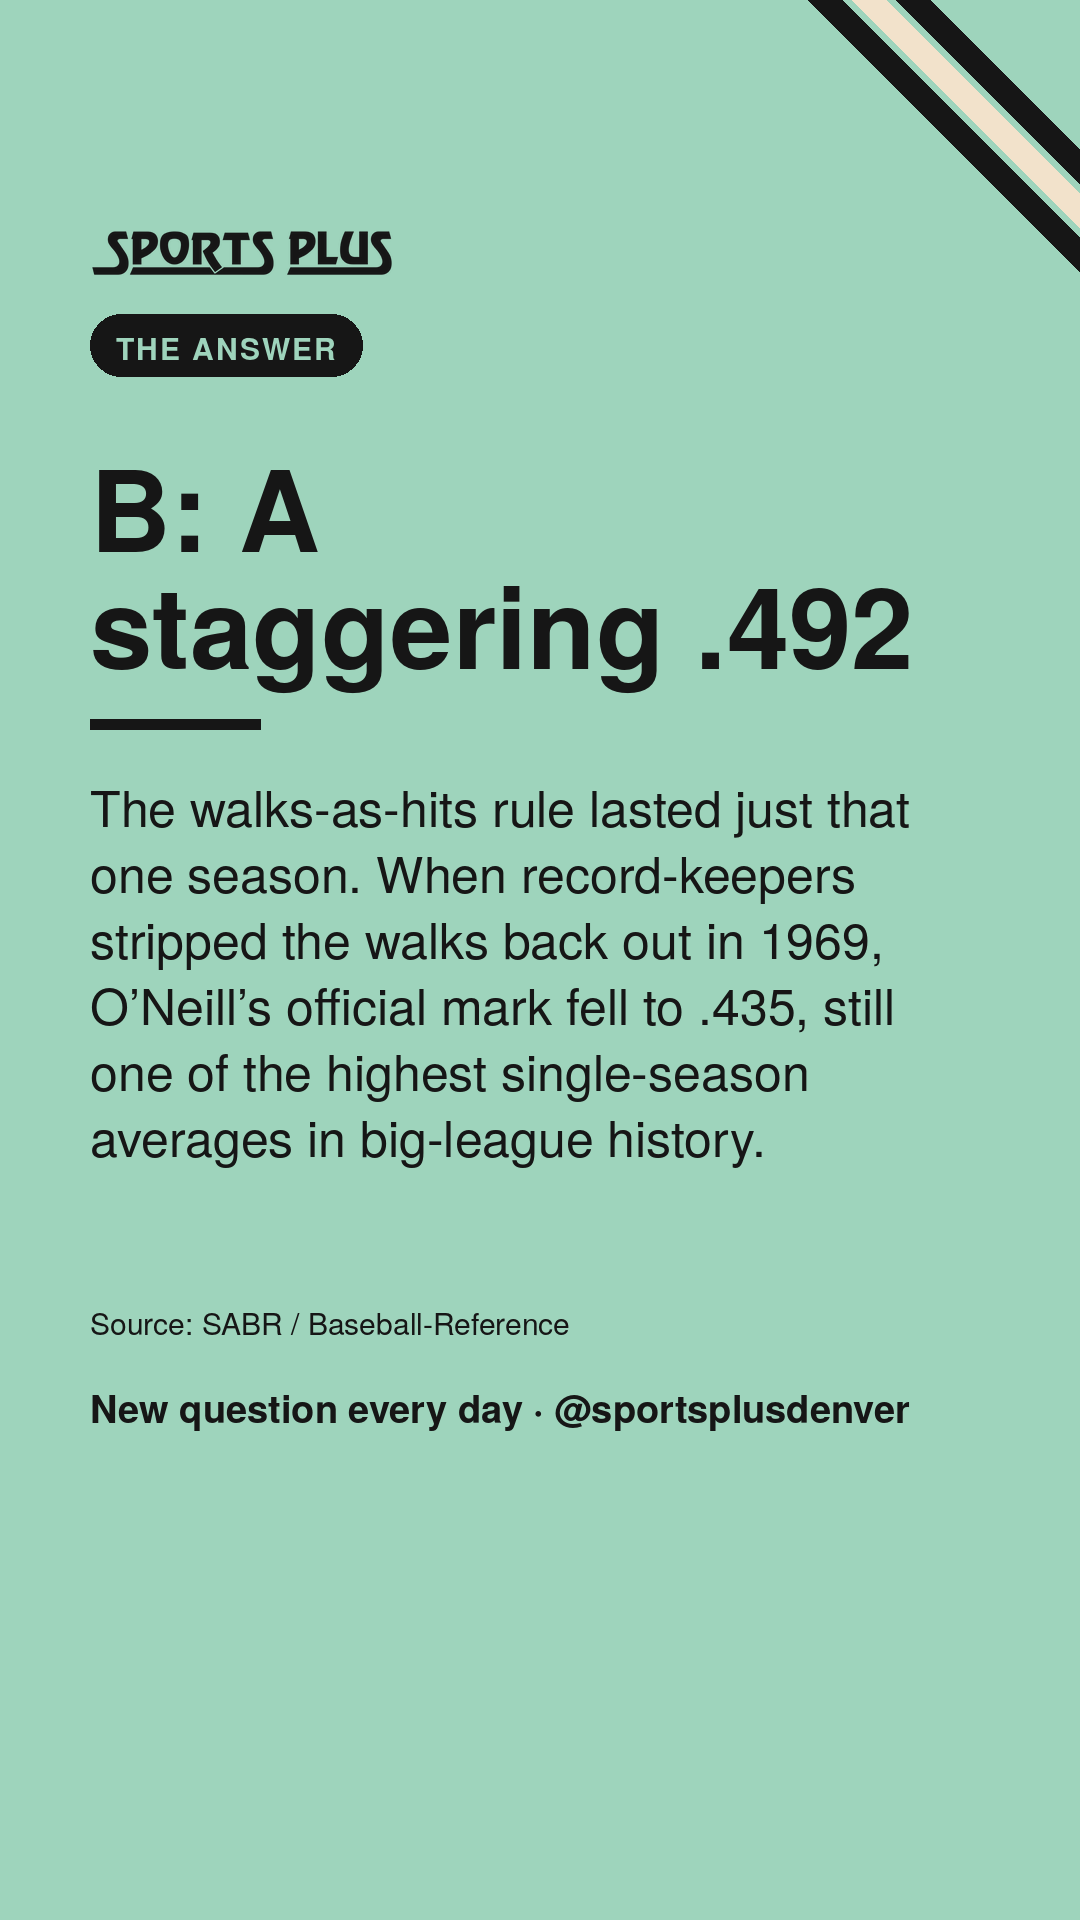 SPORTS PLUS
THE ANSWER
B: A
staggering .492
The walks-as-hits rule lasted just that
one season. When record-keepers
stripped the walks back out in 1969,
O’Neill’s official mark fell to .435, still
one of the highest single-season
averages in big-league history.
Source: SABR / Baseball-Reference
New question every day · @sportsplusdenver